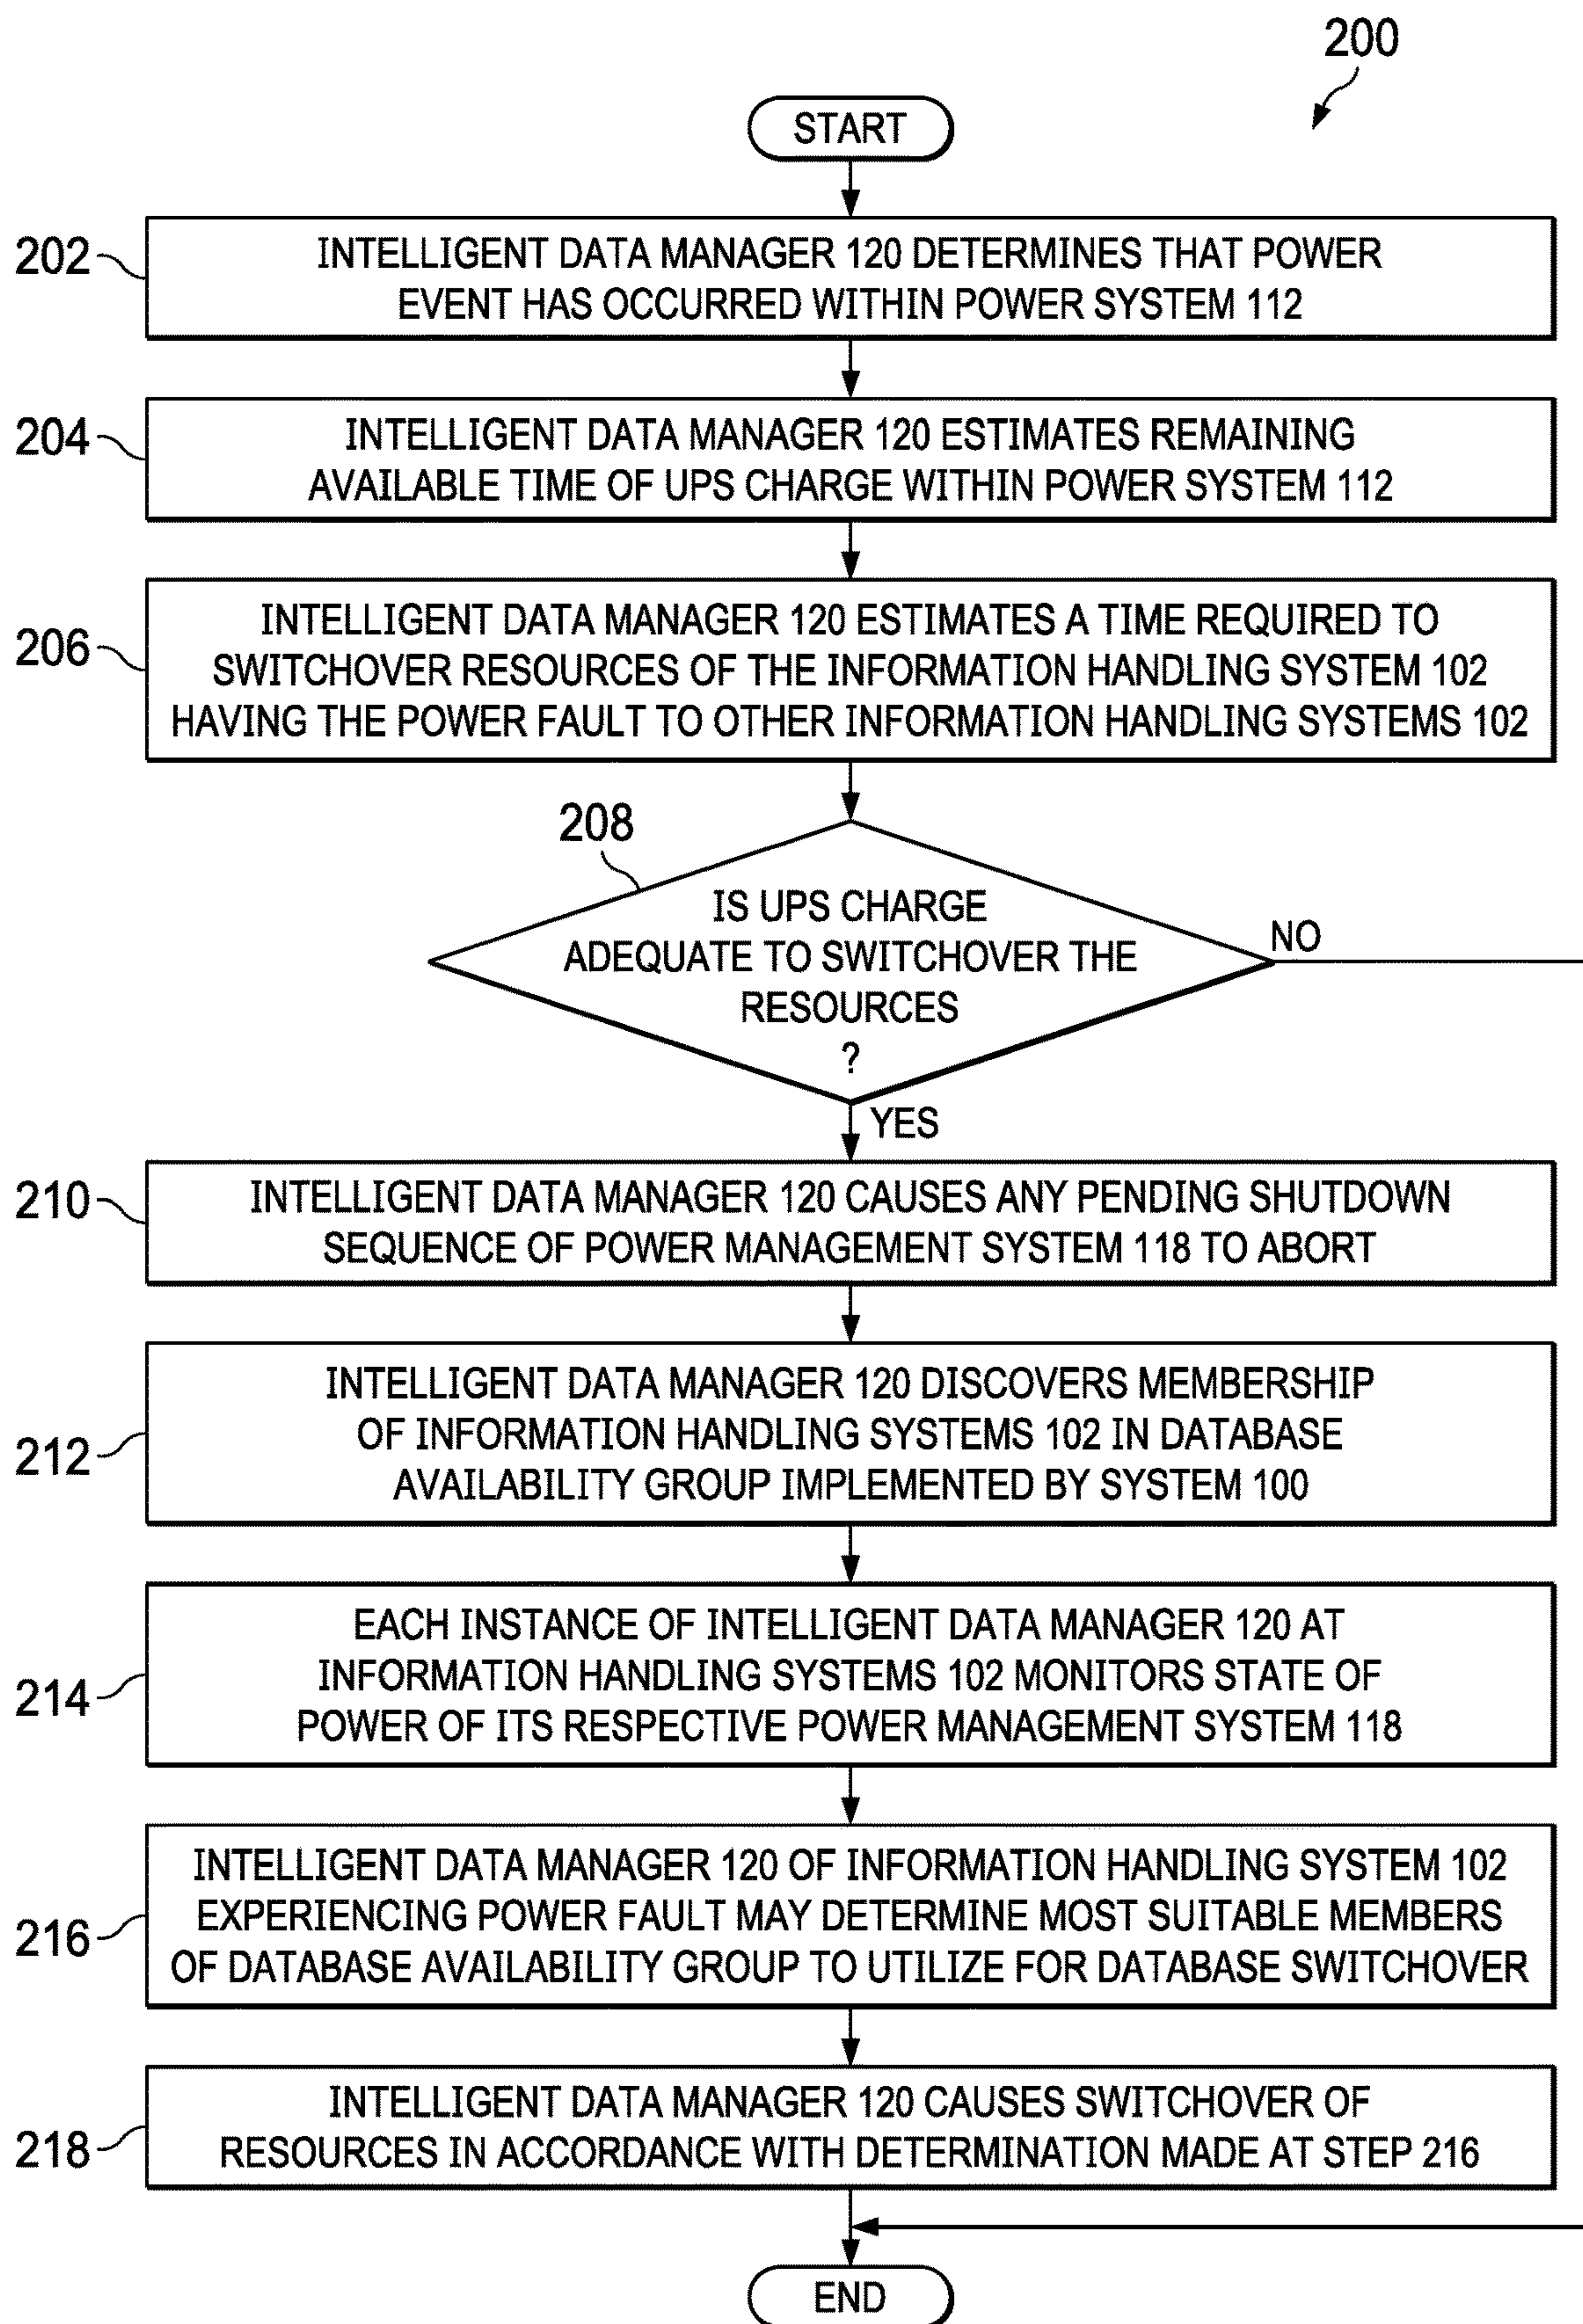 200
START
202
INTELLIGENT DATA MANAGER 120 DETERMINES THAT POWER
EVENT HAS OCCURRED WITHIN POWER SYSTEM 112
204
INTELLIGENT DATA MANAGER 120 ESTIMATES REMAINING
AVAILABLE TIME OF UPS CHARGE WITHIN POWER SYSTEM 112
206
INTELLIGENT DATA MANAGER 120 ESTIMATES A TIME REQUIRED TO
SWITCHOVER RESOURCES OF THE INFORMATION HANDLING SYSTEM 102
HAVING THE POWER FAULT TO OTHER INFORMATION HANDLING SYSTEMS 102
208
IS UPS CHARGE
ADEQUATE TO SWITCHOVER THE
RESOURCES
?
NO
YES
210
INTELLIGENT DATA MANAGER 120 CAUSES ANY PENDING SHUTDOWN
SEQUENCE OF POWER MANAGEMENT SYSTEM 118 TO ABORT
212
INTELLIGENT DATA MANAGER 120 DISCOVERS MEMBERSHIP
OF INFORMATION HANDLING SYSTEMS 102 IN DATABASE
AVAILABILITY GROUP IMPLEMENTED BY SYSTEM 100
214
EACH INSTANCE OF INTELLIGENT DATA MANAGER 120 AT
INFORMATION HANDLING SYSTEMS 102 MONITORS STATE OF
POWER OF ITS RESPECTIVE POWER MANAGEMENT SYSTEM 118
216
INTELLIGENT DATA MANAGER 120 OF INFORMATION HANDLING SYSTEM 102
EXPERIENCING POWER FAULT MAY DETERMINE MOST SUITABLE MEMBERS
OF DATABASE AVAILABILITY GROUP TO UTILIZE FOR DATABASE SWITCHOVER
218
INTELLIGENT DATA MANAGER 120 CAUSES SWITCHOVER OF
RESOURCES IN ACCORDANCE WITH DETERMINATION MADE AT STEP 216
END